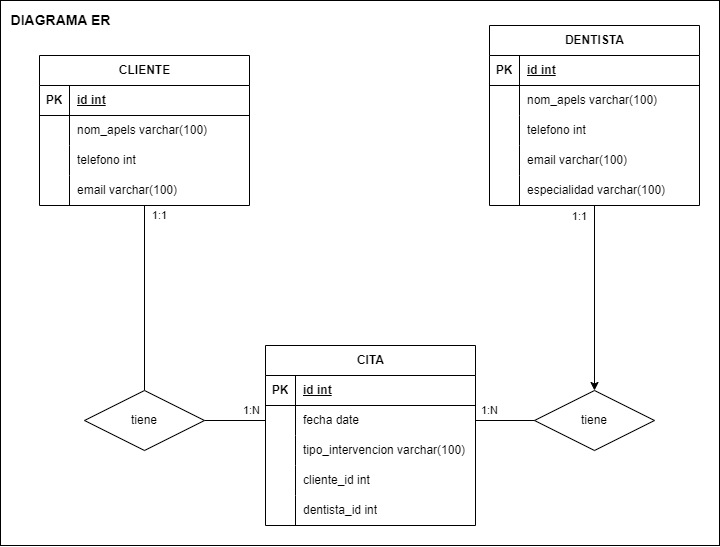 DIAGRAMA ER
CLIENTE
PK id int
nom_apels varchar(100)
telefono int
email varchar(100)
1:1
DENTISTA
PK id int
nom_apels varchar(100)
telefono int
email varchar(100)
especialidad varchar(100)
1:1
tiene
1:N
CITA
PK id int
fecha date
tipo_intervencion varchar(100)
cliente_id int
dentista_id int
1:N
tiene